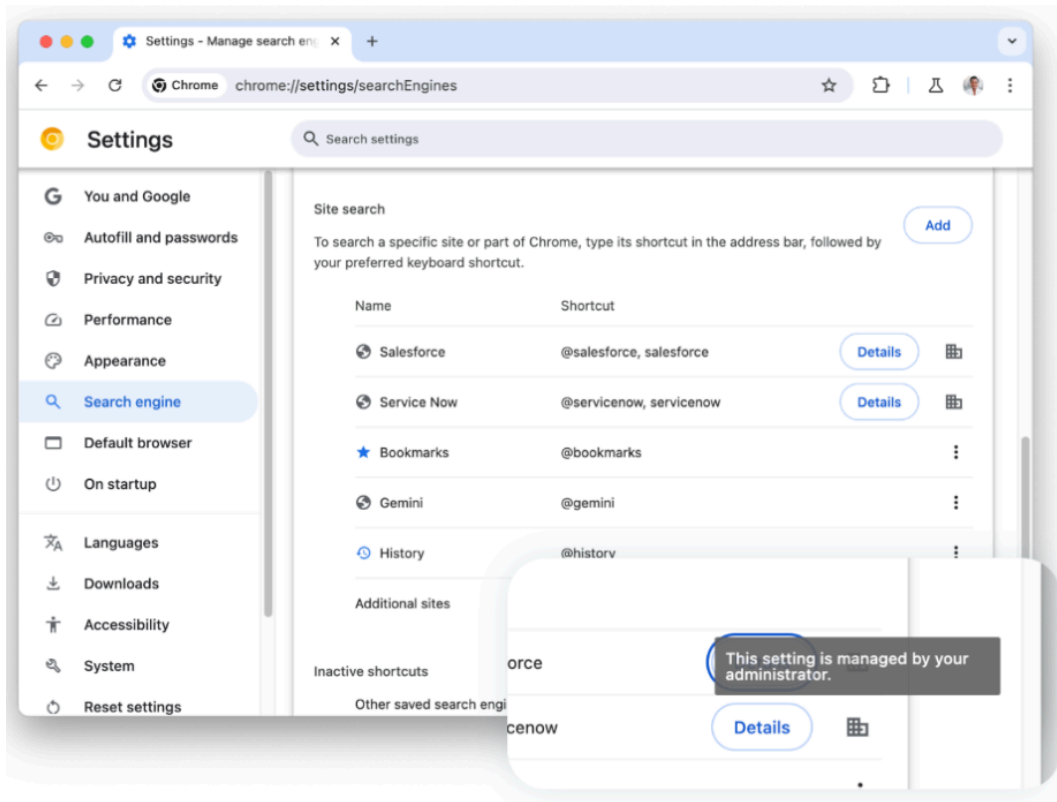 Settings - Manage search eng
Chrome chrome://settings/searchEngines
Settings
Search settings
You and Google
Autofill and passwords
Privacy and security
Performance
Appearance
Search engine
Default browser
On startup
Languages
Downloads
Accessibility
System
Reset settings
Site search
Add
To search a specific site or part of Chrome, type its shortcut in the address bar, followed by
your preferred keyboard shortcut.
Name Shortcut
Salesforce @salesforce, salesforce Details
Service Now @servicenow, servicenow Details
Bookmarks @bookmarks
Gemini @gemini
History @history
Additional sites
Inactive shortcuts
Other saved search engi
orce
This setting is managed by your
administrator.
cenow Details